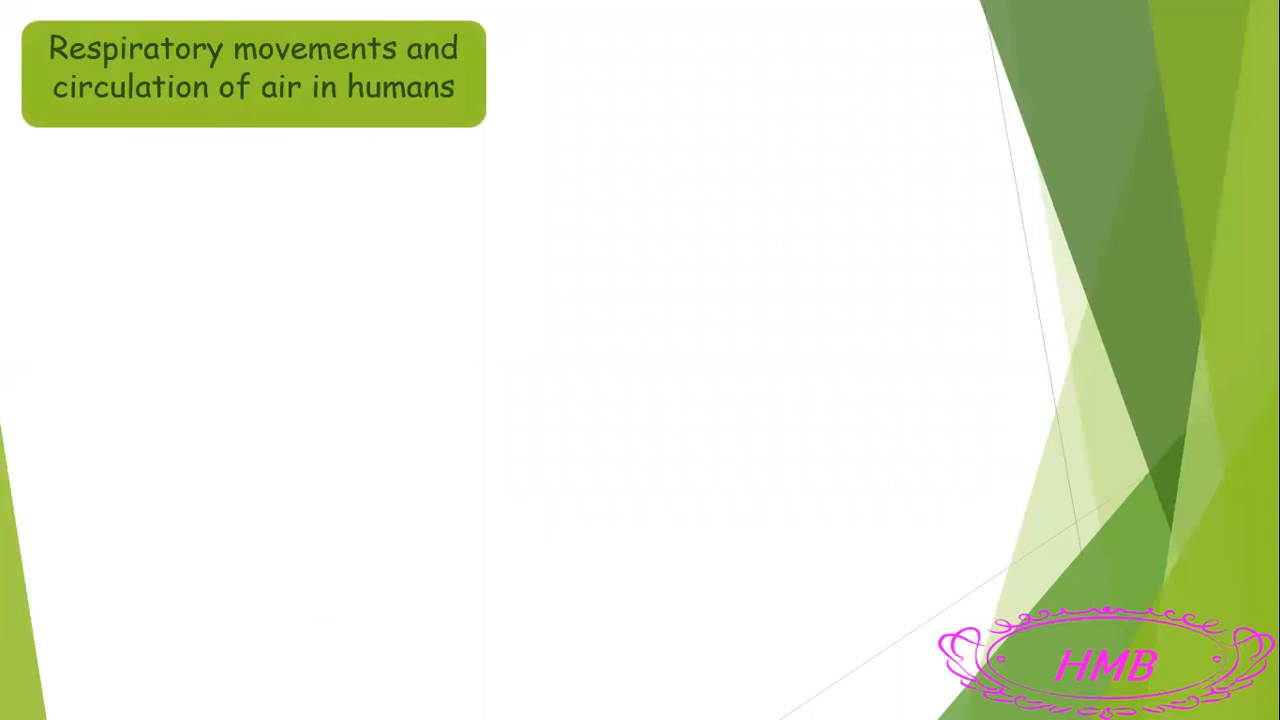 Respiratory movements and
circulation of air in humans
HMB